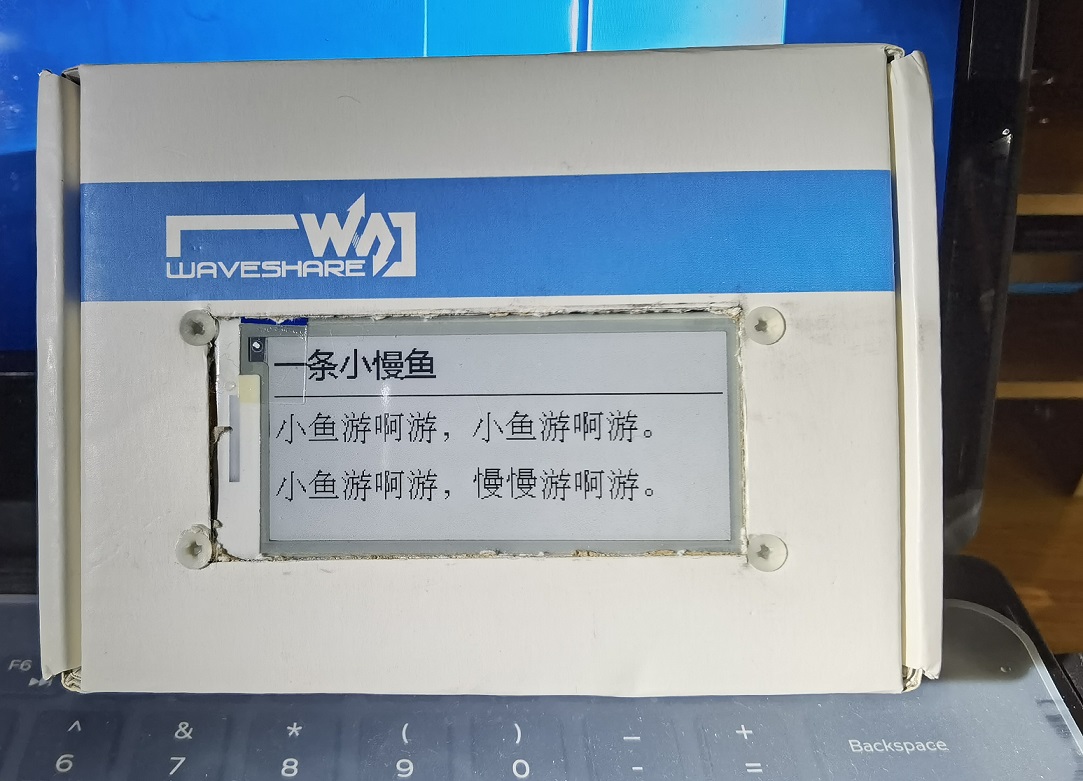 WAVESHARE
一条小慢鱼
小鱼游啊游，小鱼游啊游。
小鱼游啊游，慢慢游啊游。
F6
^ & * ( ) _ + Backspace
6 7 8 9 0 - =